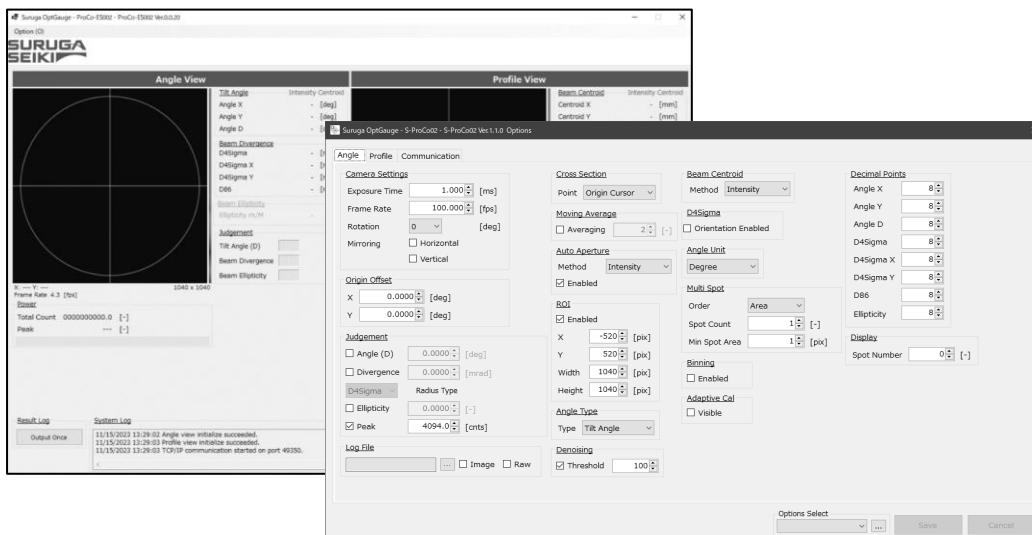 Suruga OptGauge - ProCo-E5002 - ProCo-E5002 Ver.0.0.20
Option (O)
SURUGA
SEIKI
Angle View
Profile View
Tilt Angle Intensity Centroid
Angle X - [deg]
Angle Y - [deg]
Angle D -
Beam Divergence
D4Sigma -
D4Sigma X -
D4Sigma Y -
D86 -
Beam Ellipticity
Ellipticity m/M -
Judgement
Tilt Angle (D)
Beam Divergence
Beam Ellipticity
Beam Centroid Intensity Centroid
Centroid X - [mm]
Centroid Y - [mm]
X: --- Y: --- 1040 x 1040
Frame Rate 4.3 [fps]
Power
Total Count 0000000000.0 [-]
Peak --- [-]
Result Log
Output Once
System Log
11/15/2023 13:29:02 Angle view initialize succeeded.
11/15/2023 13:29:03 Profile view initialize succeeded.
11/15/2023 13:29:03 TCP/IP communication started on port 49350.
Suruga OptGauge - S-ProCo02 - S-ProCo02 Ver.1.1.0 Options
Angle Profile Communication
Camera Settings
Exposure Time 1.000 [ms]
Frame Rate 100.000 [fps]
Rotation 0 [deg]
Mirroring Horizontal
Vertical
Origin Offset
X 0.0000 [deg]
Y 0.0000 [deg]
Judgement
Angle (D) 0.0000 [deg]
Divergence 0.0000 [mrad]
D4Sigma Radius Type
Ellipticity 0.0000 [-]
Peak 4094.0 [cnts]
Log File
... Image Raw
Cross Section
Point Origin Cursor
Moving Average
Averaging 2 [-]
Auto Aperture
Method Intensity
Enabled
ROI
Enabled
X -520 [pix]
Y 520 [pix]
Width 1040 [pix]
Height 1040 [pix]
Angle Type
Type Tilt Angle
Denoising
Threshold 100
Beam Centroid
Method Intensity
D4Sigma
Orientation Enabled
Angle Unit
Degree
Multi Spot
Order Area
Spot Count 1 [-]
Min Spot Area 1 [pix]
Binning
Enabled
Adaptive Cal
Visible
Decimal Points
Angle X 8
Angle Y 8
Angle D 8
D4Sigma 8
D4Sigma X 8
D4Sigma Y 8
D86 8
Ellipticity 8
Display
Spot Number 0 [-]
Options Select
...
Save
Cancel